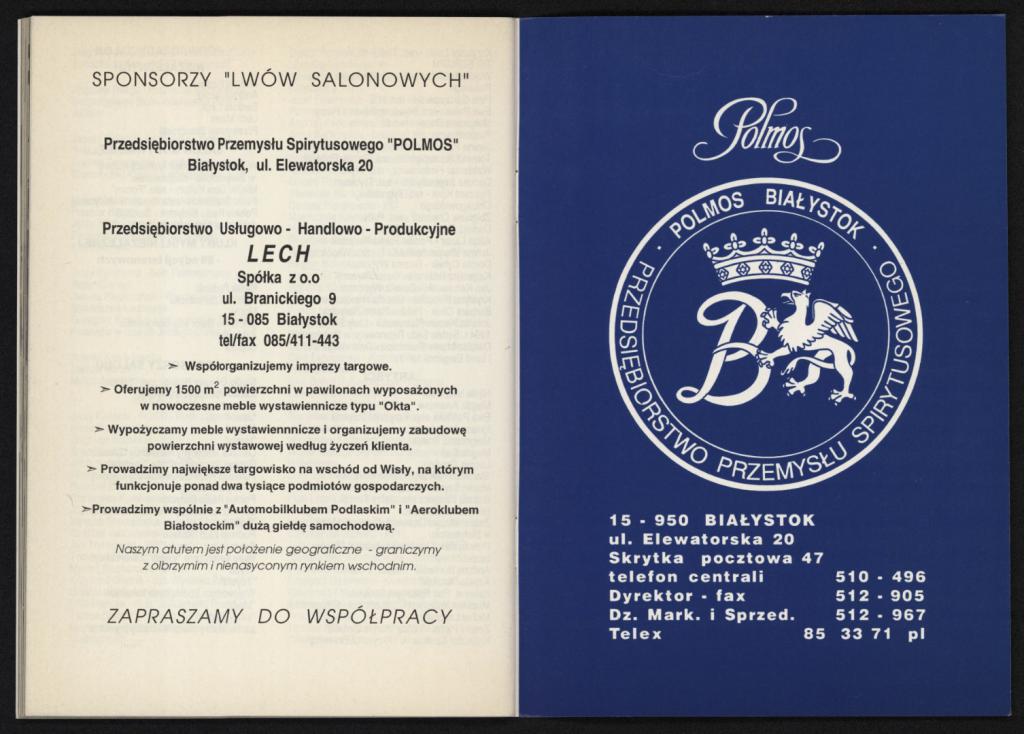 SPONSORZY "LWÓW SALONOWYCH"
Przedsiębiorstwo Przemysłu Spirytusowego "POLMOS"
Białystok, ul. Elewatorska 20
Przedsiębiorstwo Usługowo - Handlowo - Produkcyjne
LECH
Spółka z o.o
ul. Branickiego 9
15 - 085 Białystok
tel/fax 085/411-443
➣ Współorganizujemy imprezy targowe.
➣ Oferujemy 1500 m² powierzchni w pawilonach wyposażonych
w nowoczesne meble wystawiennicze typu "Okta".
➣ Wypożyczamy meble wystawiennnicze i organizujemy zabudowę
powierzchni wystawowej według życzeń klienta.
➣ Prowadzimy największe targowisko na wschód od Wisły, na którym
funkcjonuje ponad dwa tysiące podmiotów gospodarczych.
➣Prowadzimy wspólnie z "Automobilklubem Podlaskim" i "Aeroklubem
Białostockim" dużą giełdę samochodową.
Naszym atutem jest położenie geograficzne - graniczymy
z olbrzymim i nienasyconym rynkiem wschodnim.
ZAPRASZAMY DO WSPÓŁPRACY
Polmos
· POLMOS BIAŁYSTOK ·
PRZEDSIĘBIORSTWO PRZEMYSŁU SPIRYTUSOWEGO
B
15 - 950 BIAŁYSTOK
ul. Elewatorska 20
Skrytka pocztowa 47
telefon centrali 510 - 496
Dyrektor - fax 512 - 905
Dz. Mark. i Sprzed. 512 - 967
Telex 85 33 71 pl